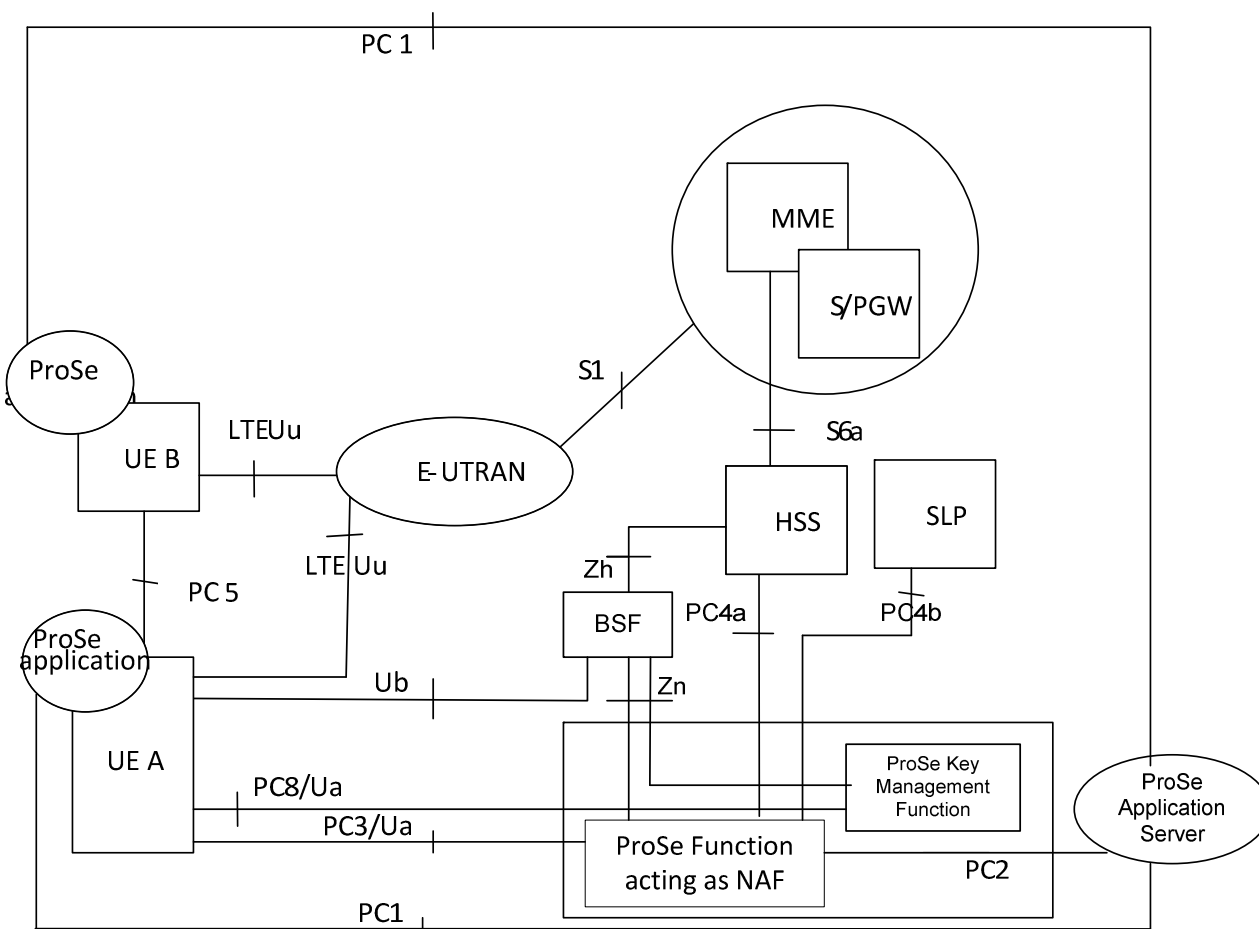 PC 1
MME
S/PGW
S1
ProSe
LTEUu
UE B
E-UTRAN
S6a
HSS
SLP
LTE Uu
Zh
PC 5
BSF
PC4a
PC4b
ProSe
application
Ub
Zn
UE A
PC8/Ua
ProSe Key
Management
Function
ProSe
Application
Server
PC3/Ua
ProSe Function
acting as NAF
PC2
PC1